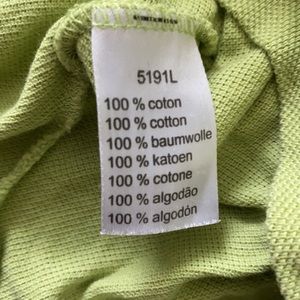 5191L
100 % coton
100 % cotton
100 % baumwolle
100 % katoen
100 % cotone
100 % algodão
100 % algodón